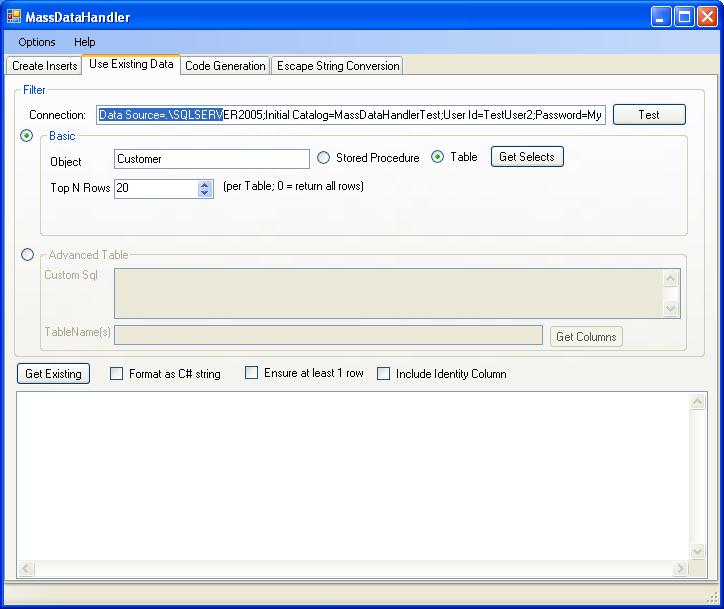 MassDataHandler
Options Help
Create Inserts Use Existing Data Code Generation Escape String Conversion
Filter
Connection: Data Source=.\SQLSERVER2005;Initial Catalog=MassDataHandlerTest;User Id=TestUser2;Password=My Test
Basic
Object Customer Stored Procedure Table Get Selects
Top N Rows 20 (per Table; 0 = return all rows)
Advanced Table
Custom Sql
TableName(s) Get Columns
Get Existing Format as C# string Ensure at least 1 row Include Identity Column